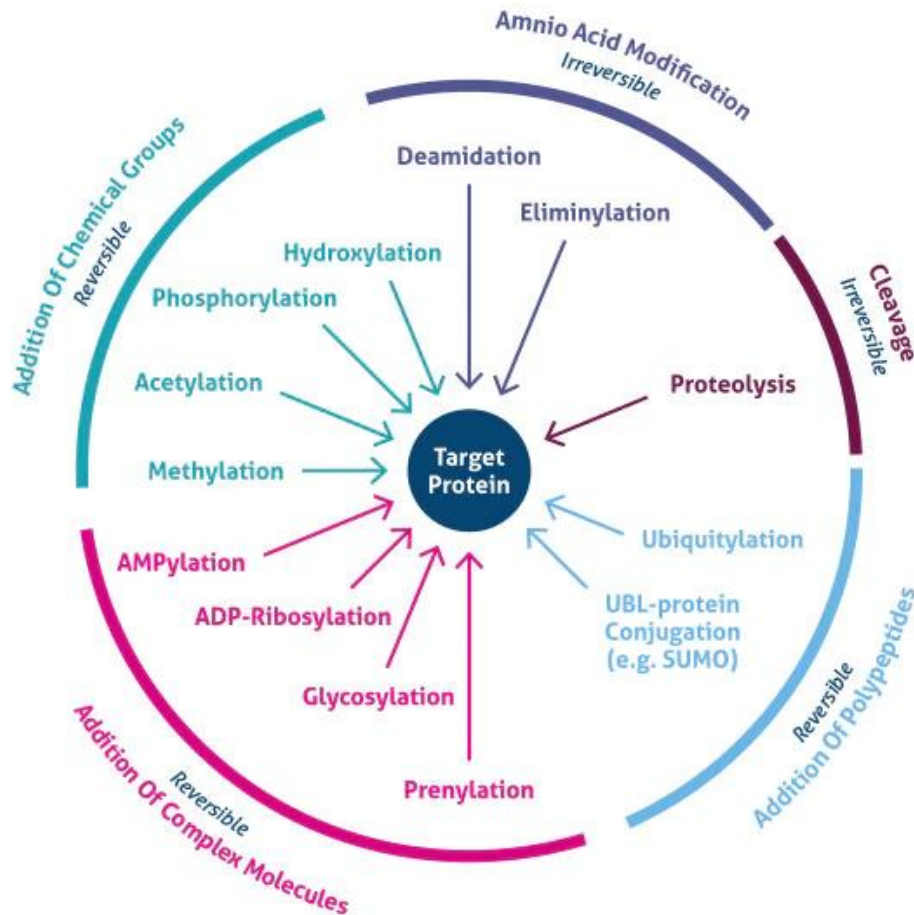 Amnio Acid Modification
Irreversible
Deamidation
Eliminylation
Cleavage
Irreversible
Proteolysis
Addition Of Chemical Groups
Reversible
Hydroxylation
Phosphorylation
Acetylation
Methylation
Target
Protein
AMPylation
ADP-Ribosylation
Glycosylation
Prenylation
Reversible
Addition Of Complex Molecules
Ubiquitylation
UBL-protein
Conjugation
(e.g. SUMO)
Reversible
Addition Of Polypeptides